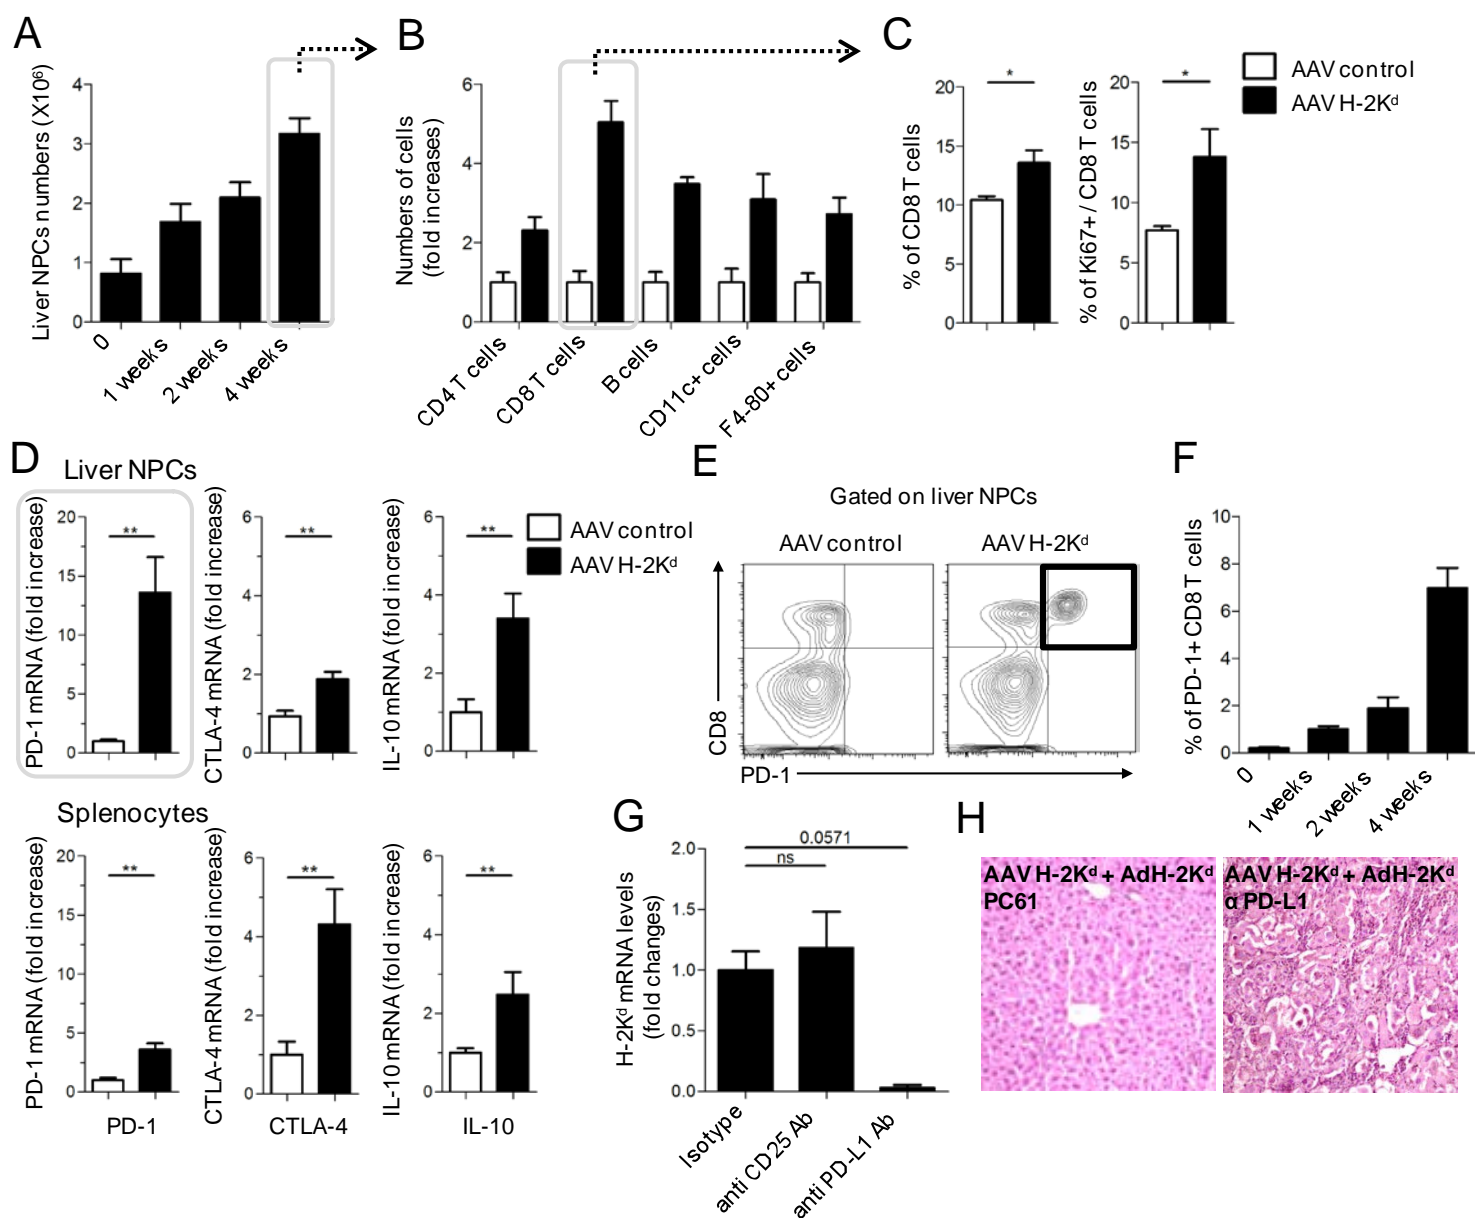 A
Liver NPCs numbers (X10⁶)
4
3
2
1
0
0
1 weeks
2 weeks
4 weeks
B
Numbers of cells
(fold increases)
6
4
2
0
CD4 T cells
CD8 T cells
B cells
CD11c+ cells
F4-80+ cells
C
% of CD8 T cells
20
15
10
5
0
*
% of Ki67+ / CD8 T cells
20
15
10
5
0
*
AAV control
AAV H-2Kᵈ
D
Liver NPCs
PD-1 mRNA (fold increase)
20
15
10
5
0
**
CTLA-4 mRNA (fold increase)
6
4
2
0
**
IL-10 mRNA (fold increase)
6
4
2
0
**
AAV control
AAV H-2Kᵈ
Splenocytes
PD-1 mRNA (fold increase)
20
15
10
5
0
**
PD-1
CTLA-4 mRNA (fold increase)
6
4
2
0
**
CTLA-4
IL-10 mRNA (fold increase)
6
4
2
0
**
IL-10
E
Gated on liver NPCs
AAV control
AAV H-2Kᵈ
CD8
PD-1
F
% of PD-1+ CD8 T cells
10
8
6
4
2
0
0
1 weeks
2 weeks
4 weeks
G
H-2Kᵈ mRNA levels
(fold changes)
2.0
1.5
1.0
0.5
0.0
0.0571
ns
Isotype
anti CD25 Ab
anti PD-L1 Ab
H
AAV H-2Kᵈ + AdH-2Kᵈ
PC61
AAV H-2Kᵈ + AdH-2Kᵈ
α PD-L1